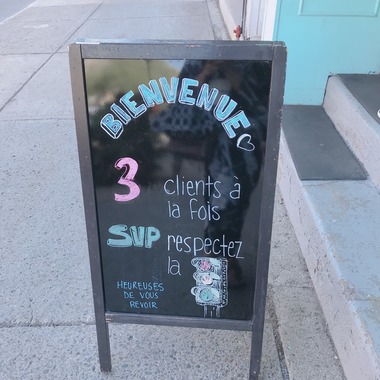 BIENVENUE
3 clients à
la fois
SVP respectez
la
HEUREUSES
DE VOUS
REVOIR